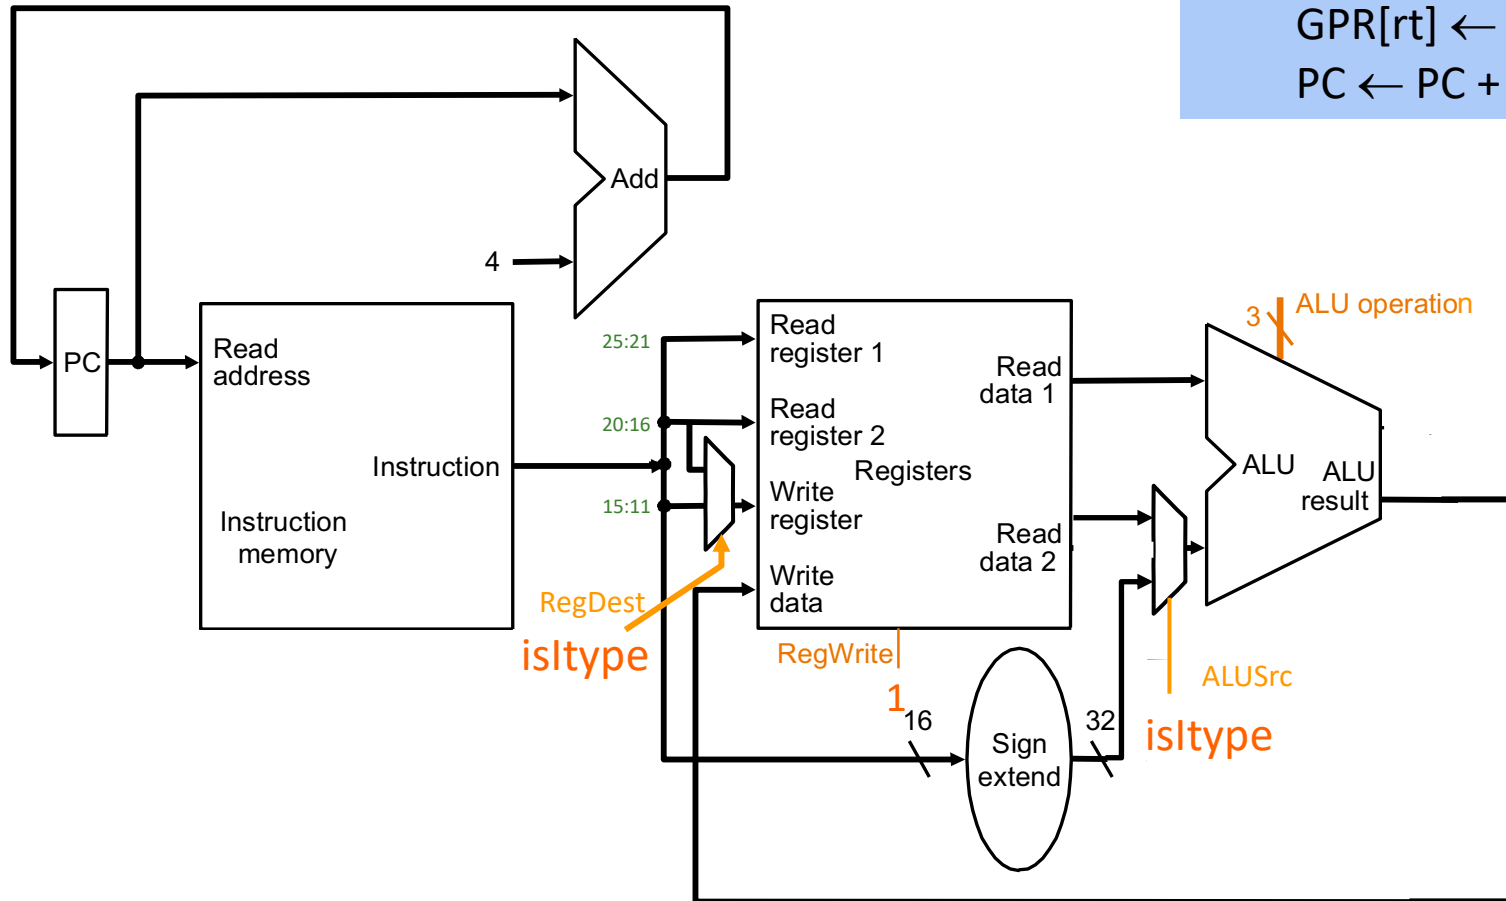 GPR[rt] ←
PC ← PC +
Add
4
PC
Read
address
Instruction
Instruction
memory
25:21
20:16
15:11
RegDest
isItype
Read
register 1
Read
register 2
Write
register
Write
data
Registers
Read
data 1
Read
data 2
RegWrite
1
16
Sign
extend
32
3
ALU operation
ALU
ALU
result
ALUSrc
isItype